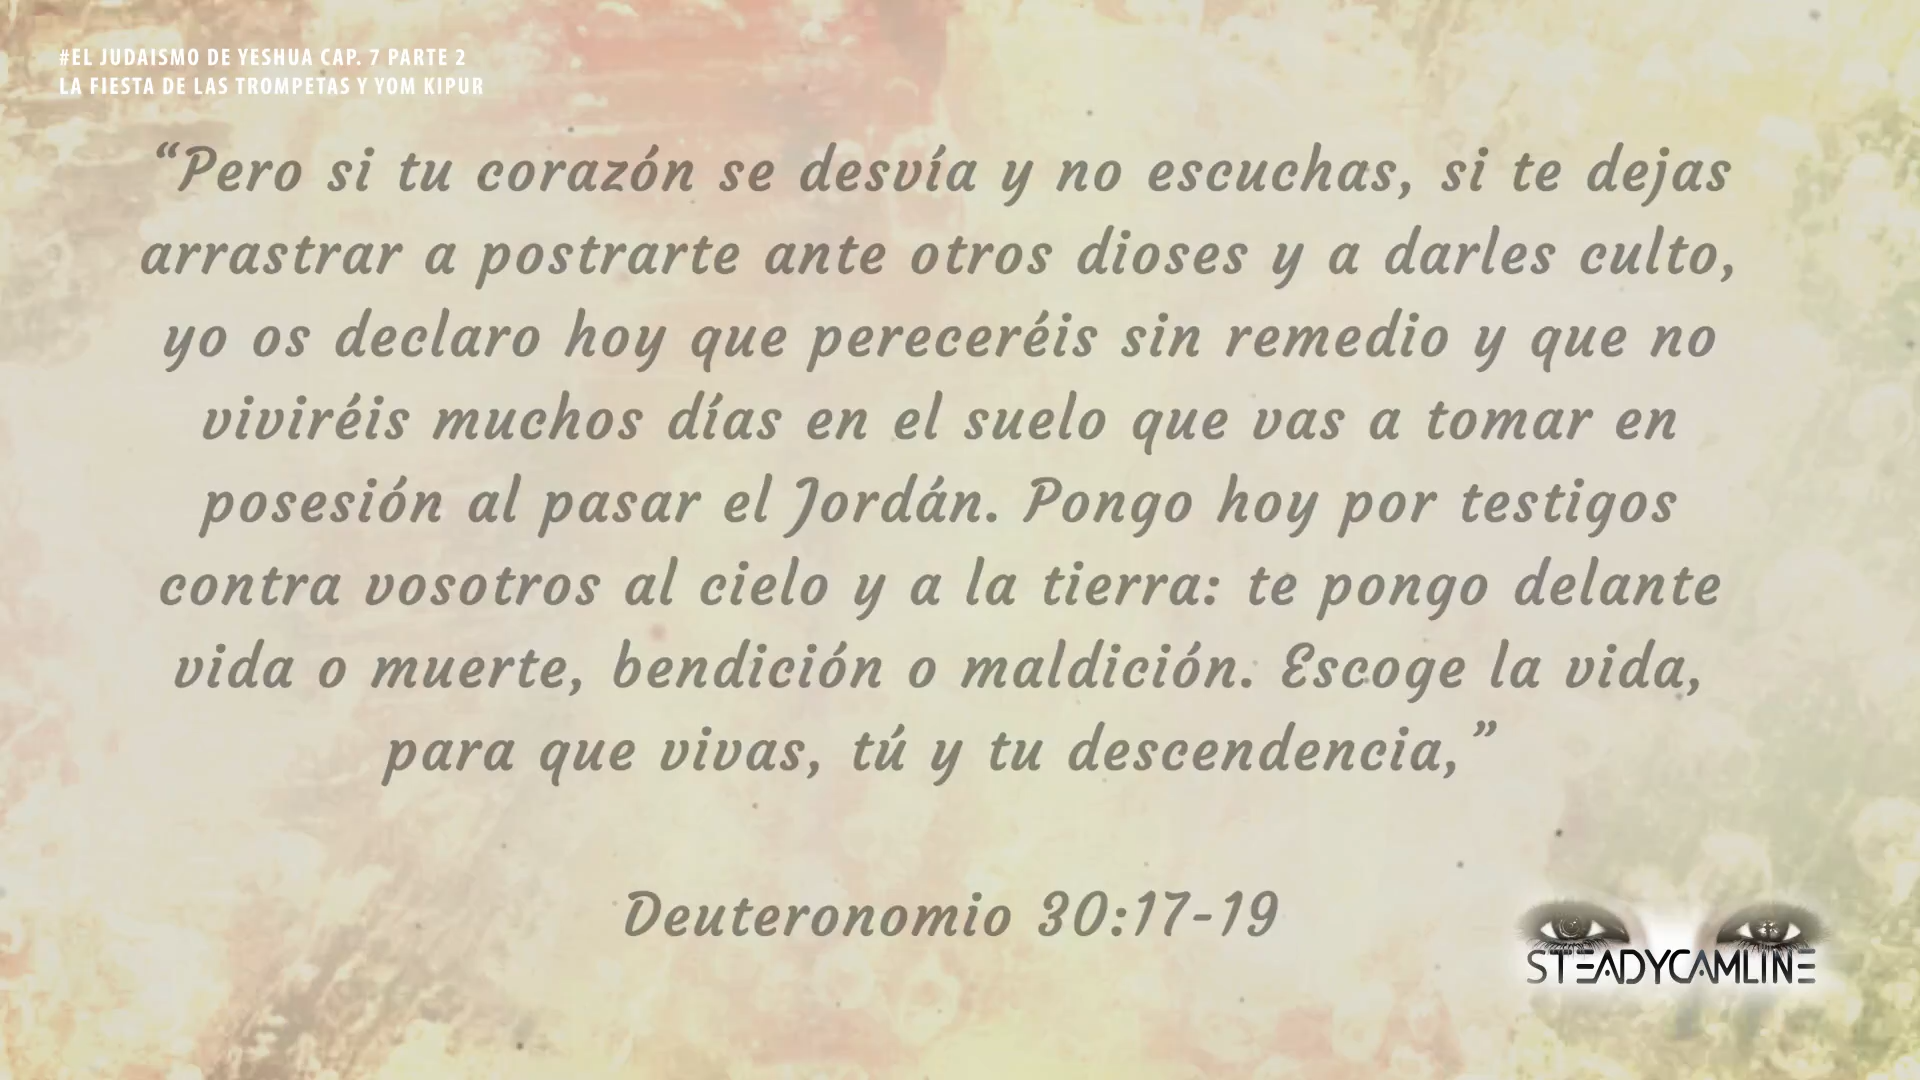 #EL JUDAISMO DE YESHUA CAP. 7 PARTE 2
LA FIESTA DE LAS TROMPETAS Y YOM KIPUR
“Pero si tu corazón se desvía y no escuchas, si te dejas
arrastrar a postrarte ante otros dioses y a darles culto,
yo os declaro hoy que pereceréis sin remedio y que no
viviréis muchos días en el suelo que vas a tomar en
posesión al pasar el Jordán. Pongo hoy por testigos
contra vosotros al cielo y a la tierra: te pongo delante
vida o muerte, bendición o maldición. Escoge la vida,
para que vivas, tú y tu descendencia,”
Deuteronomio 30:17-19
STEADYCAMLINE